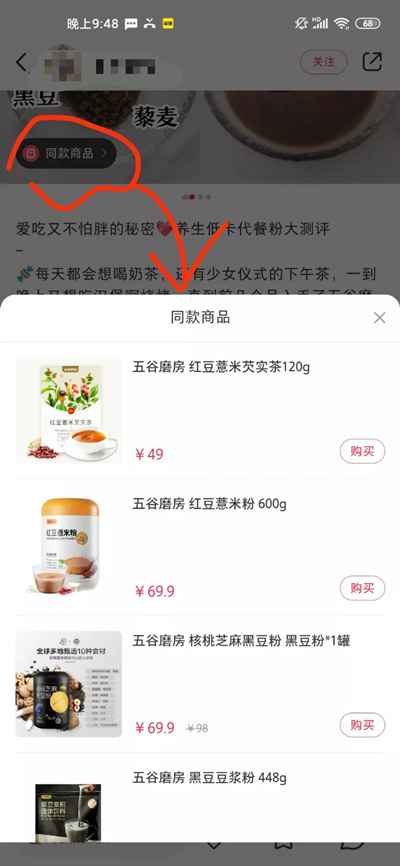 晚上9:48
HD
68
关注
黑豆
藜麦
同款商品
爱吃又不怕胖的秘密💗养生低卡代餐粉大测评
每天都会想喝奶茶，还有少女仪式的下午茶，一到
同款商品
五谷磨房 红豆薏米芡实茶120g
红豆薏米芡实茶
￥49
购买
五谷磨房 红豆薏米粉 600g
红豆薏米粉
￥69.9
购买
五谷磨房 核桃芝麻黑豆粉 黑豆粉*1罐
全球多地甄选10种食材
￥69.9 ￥98
购买
五谷磨房 黑豆豆浆粉 448g